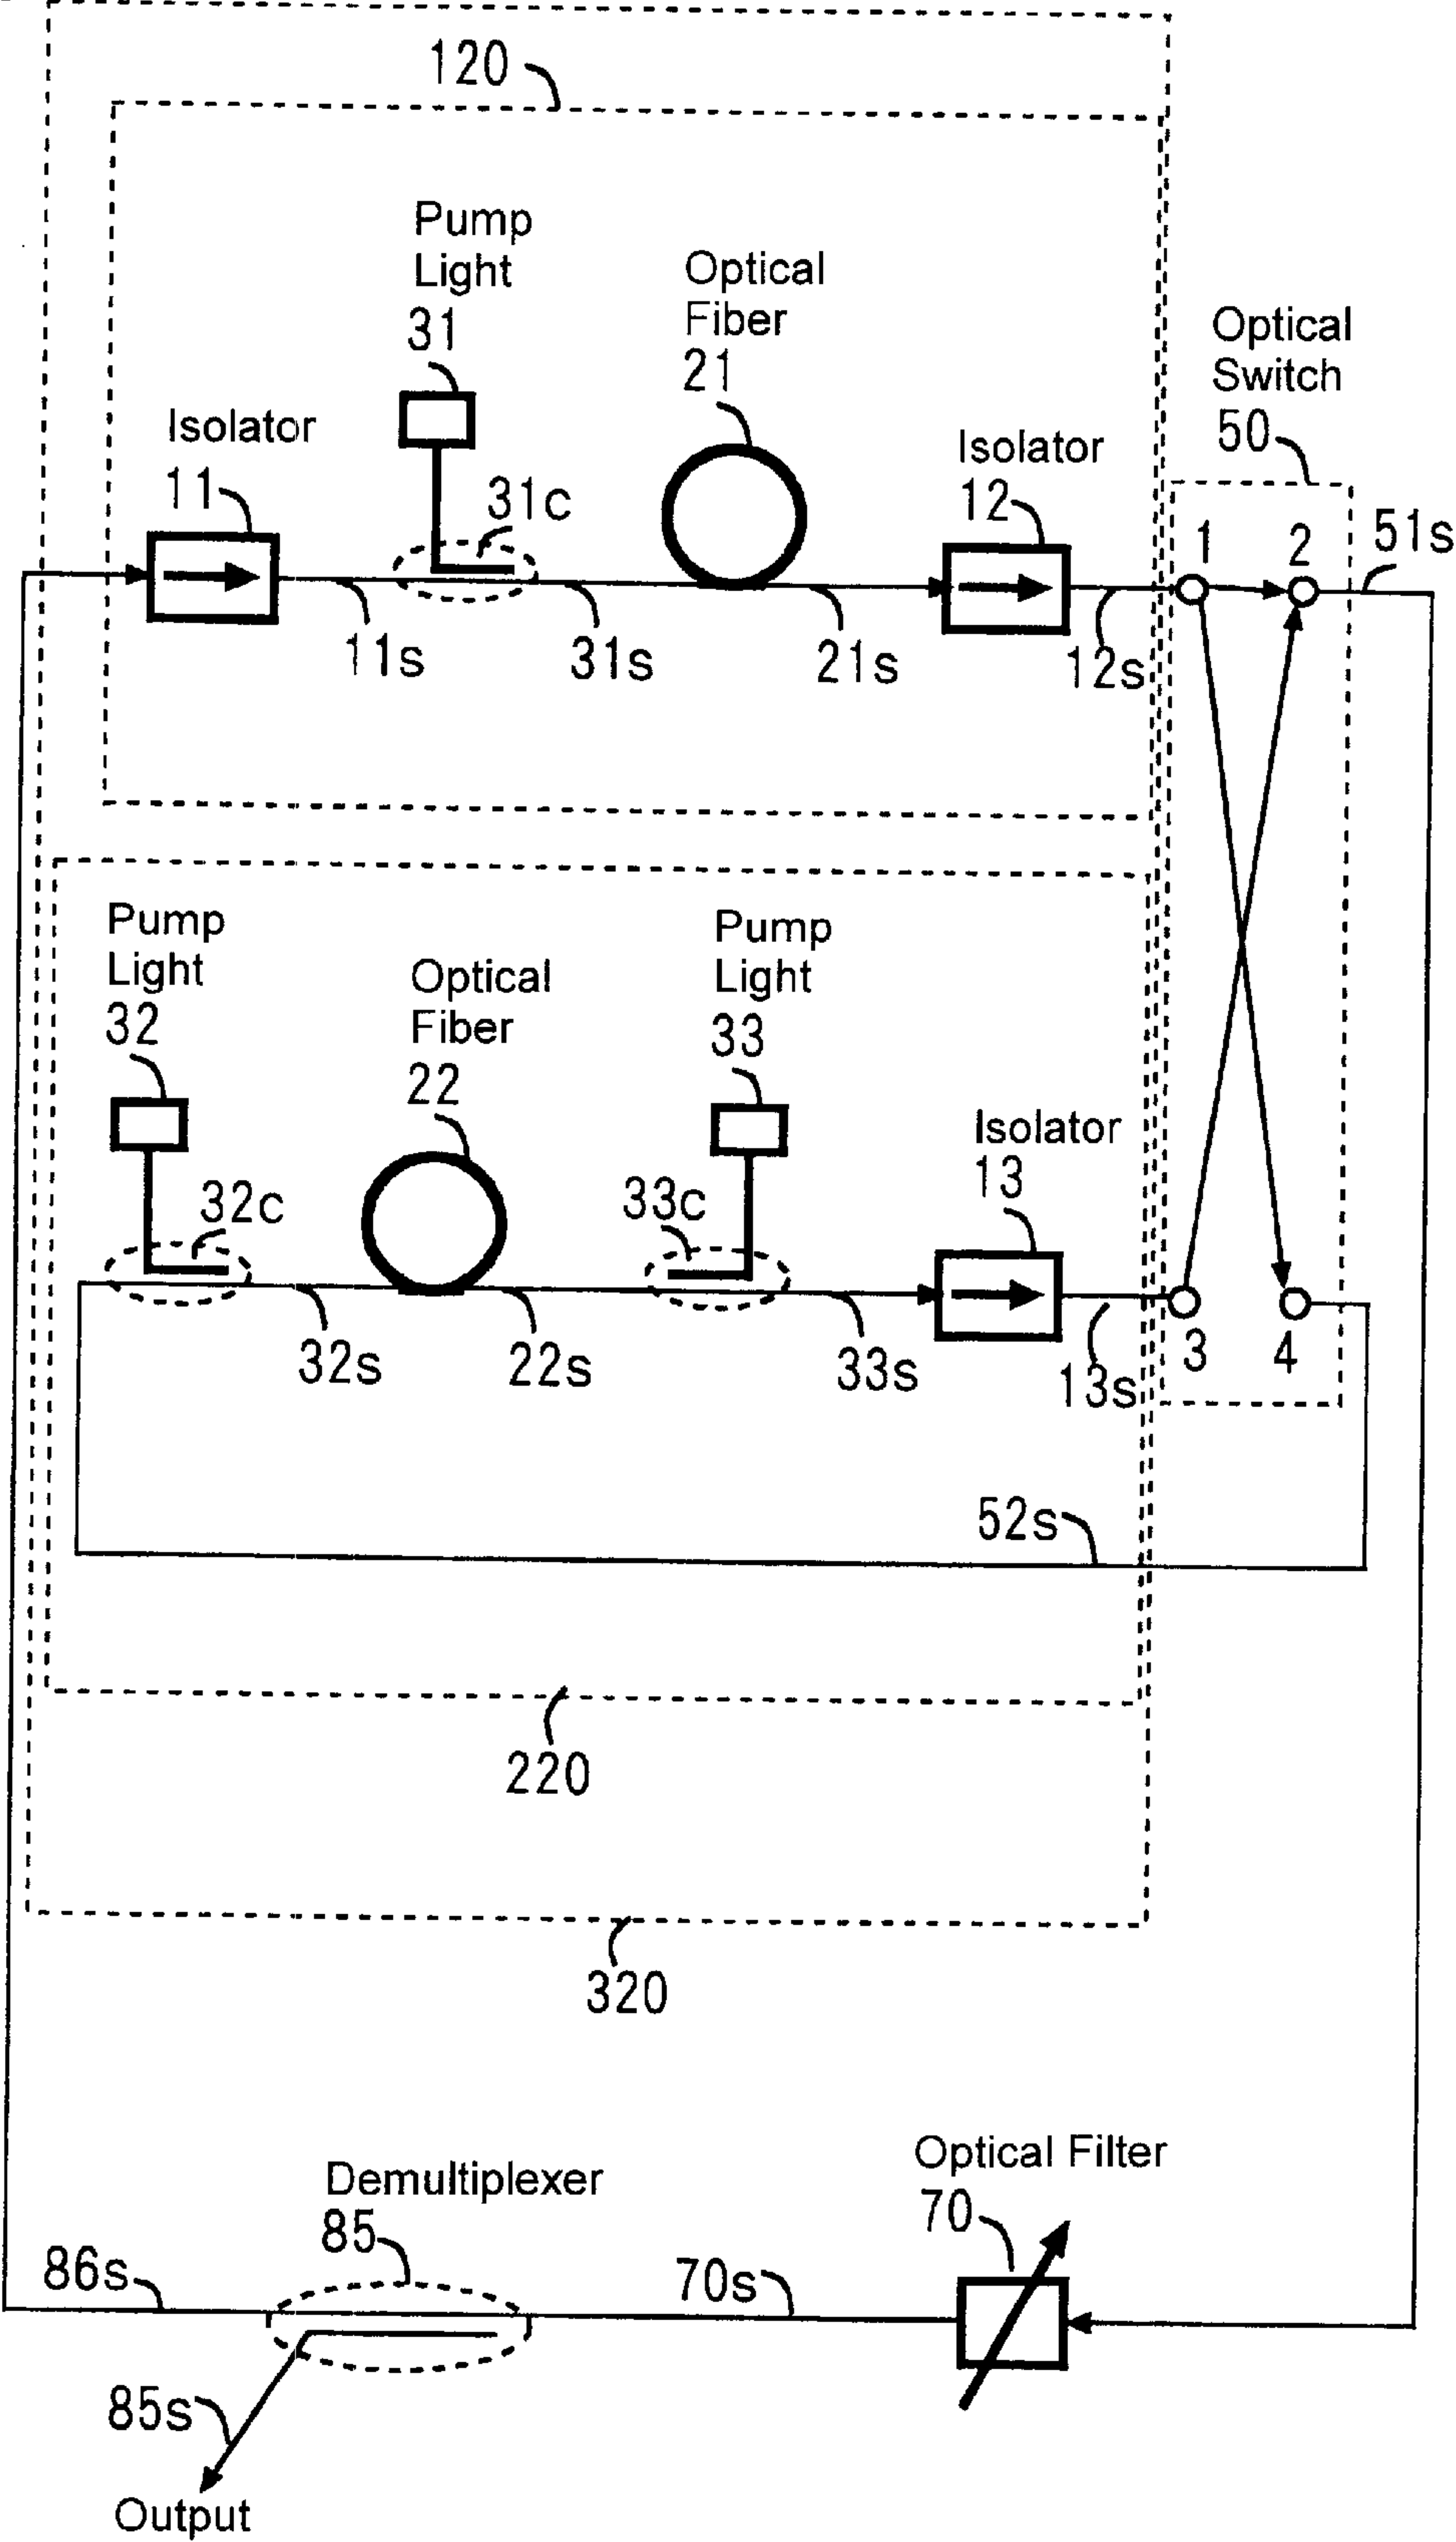 120
Pump
Light
31
Optical
Fiber
21
Optical
Switch
50
Isolator
11
31c
Isolator
12
1
2
51s
11s
31s
21s
12s
Pump
Light
32
Optical
Fiber
22
Pump
Light
33
Isolator
13
32c
33c
32s
22s
33s
13s
3
4
52s
220
320
Optical Filter
70
Demultiplexer
85
86s
70s
85s
Output